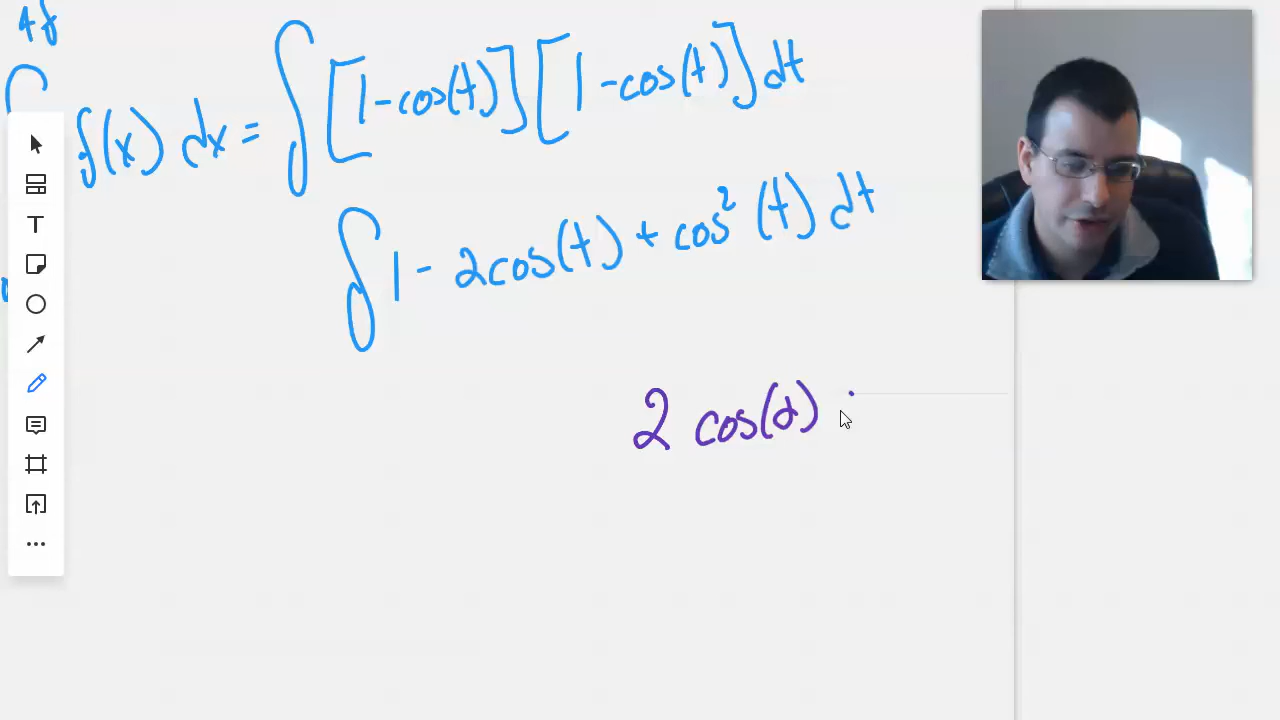 4f
∫ f(x) dx = ∫ [1-cos(t)] [1-cos(t)] dt
∫ 1 - 2cos(t) + cos² (t) dt
2 cos(α)
T